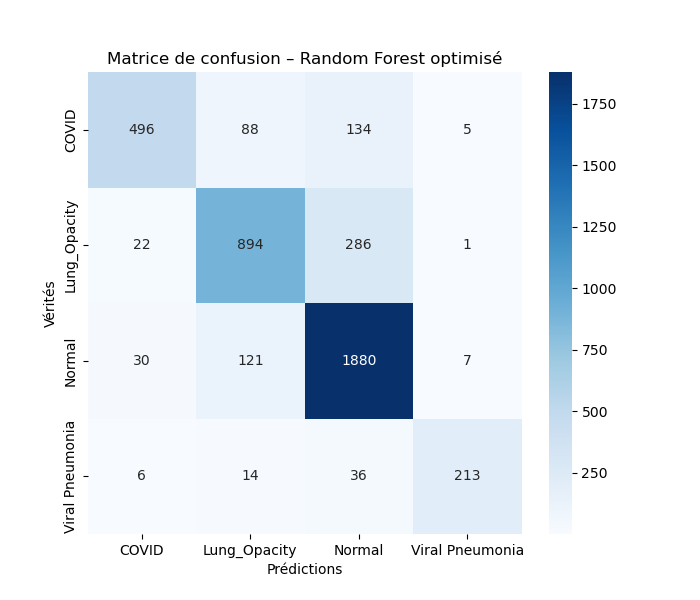 Matrice de confusion – Random Forest optimisé
Vérités
COVID
496 88 134 5
Lung_Opacity
22 894 286 1
Normal
30 121 1880 7
Viral Pneumonia
6 14 36 213
COVID Lung_Opacity Normal Viral Pneumonia
Prédictions
1750
1500
1250
1000
750
500
250